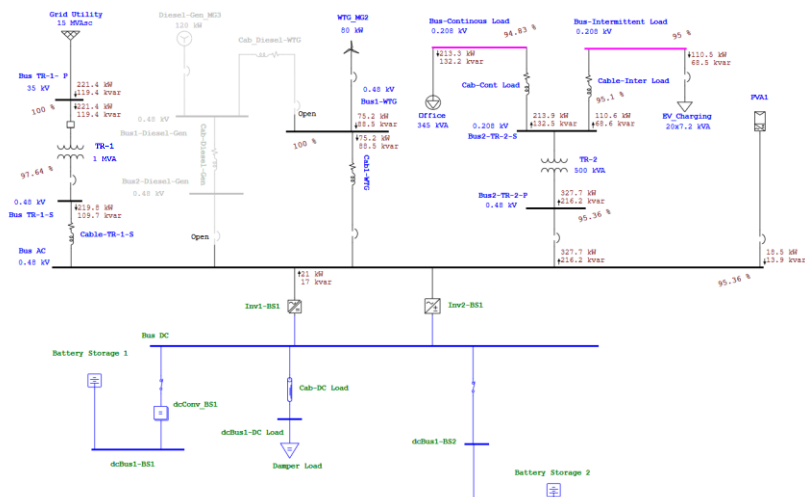 Grid Utility
15 MVAsc
Bus TR-1- P
35 kV
221.4 kW
119.4 kvar
221.4 kW
119.4 kvar
100 %
TR-1
1 MVA
97.64 %
0.48 kV
Bus TR-1-S
219.8 kW
109.7 kvar
Cable-TR-1-S
Bus AC
0.48 kV
Diesel-Gen_MG3
120 kW
Cab_Diesel-WTG
0.48 kV
Bus1-Diesel-Gen
Cab-Diesel-Gen
Bus2-Diesel-Gen
0.48 kV
Open
Open
WTG_MG2
80 kW
0.48 kV
Bus1-WTG
75.2 kW
88.5 kvar
100 %
75.2 kW
88.5 kvar
Cab1-WTG
Bus-Continous Load
0.208 kV
94.83 %
213.3 kW
132.2 kvar
Office
345 kVA
Cab-Cont Load
213.9 kW
132.5 kvar
0.208 kV
Bus2-TR-2-S
Bus-Intermittent Load
0.208 kV
95 %
110.5 kW
68.5 kvar
Cable-Inter Load
95.1 %
110.6 kW
68.6 kvar
EV_Charging
20x7.2 kVA
TR-2
500 kVA
327.7 kW
216.2 kvar
Bus2-TR-2-P
0.48 kV
95.36 %
327.7 kW
216.2 kvar
PVA1
18.5 kW
13.9 kvar
95.36 %
21 kW
17 kvar
Inv1-BS1
Inv2-BS1
Bus DC
Battery Storage 1
dcConv_BS1
dcBus1-BS1
Cab-DC Load
dcBus1-DC Load
Damper Load
dcBus1-BS2
Battery Storage 2